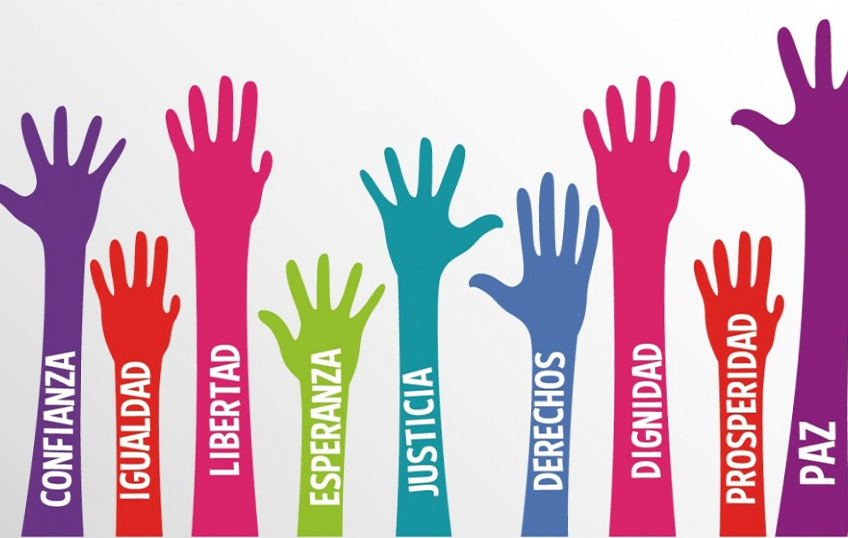 CONFIANZA
IGUALDAD
LIBERTAD
ESPERANZA
JUSTICIA
DERECHOS
DIGNIDAD
PROSPERIDAD
PAZ